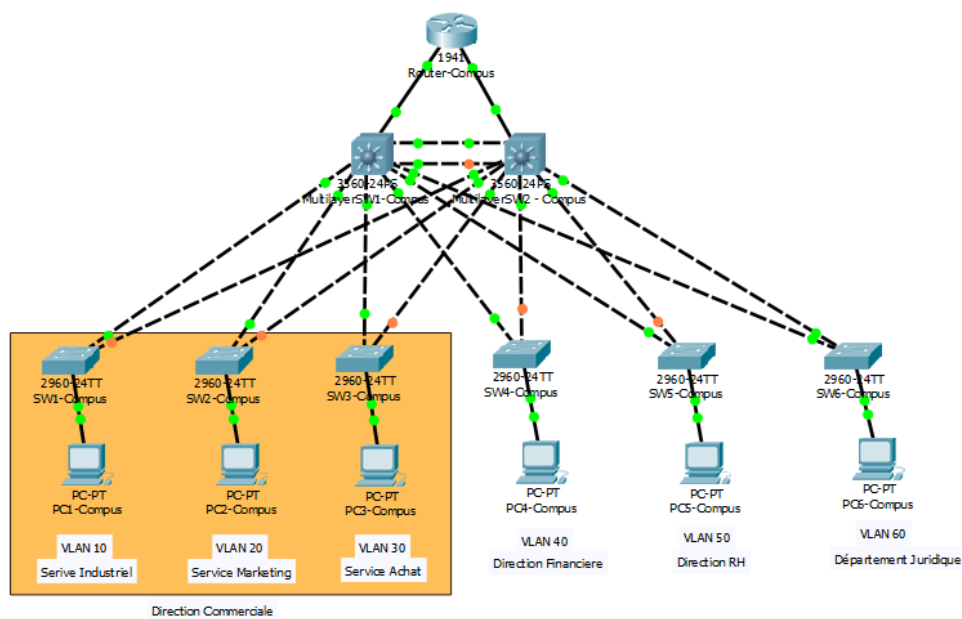 1941
Router-Compus
3560-24PS
MultilayerSW1-Compus
3560-24PS
MultilayerSW2 - Compus
2960-24TT
SW1-Compus
2960-24TT
SW2-Compus
2960-24TT
SW3-Compus
2960-24TT
SW4-Compus
2960-24TT
SW5-Compus
2960-24TT
SW6-Compus
PC-PT
PC1-Compus
PC-PT
PC2-Compus
PC-PT
PC3-Compus
PC-PT
PC4-Compus
PC-PT
PC5-Compus
PC-PT
PC6-Compus
VLAN 10
Serive Industriel
VLAN 20
Service Marketing
VLAN 30
Service Achat
VLAN 40
Direction Financiere
VLAN 50
Direction RH
VLAN 60
Département Juridique
Direction Commerciale